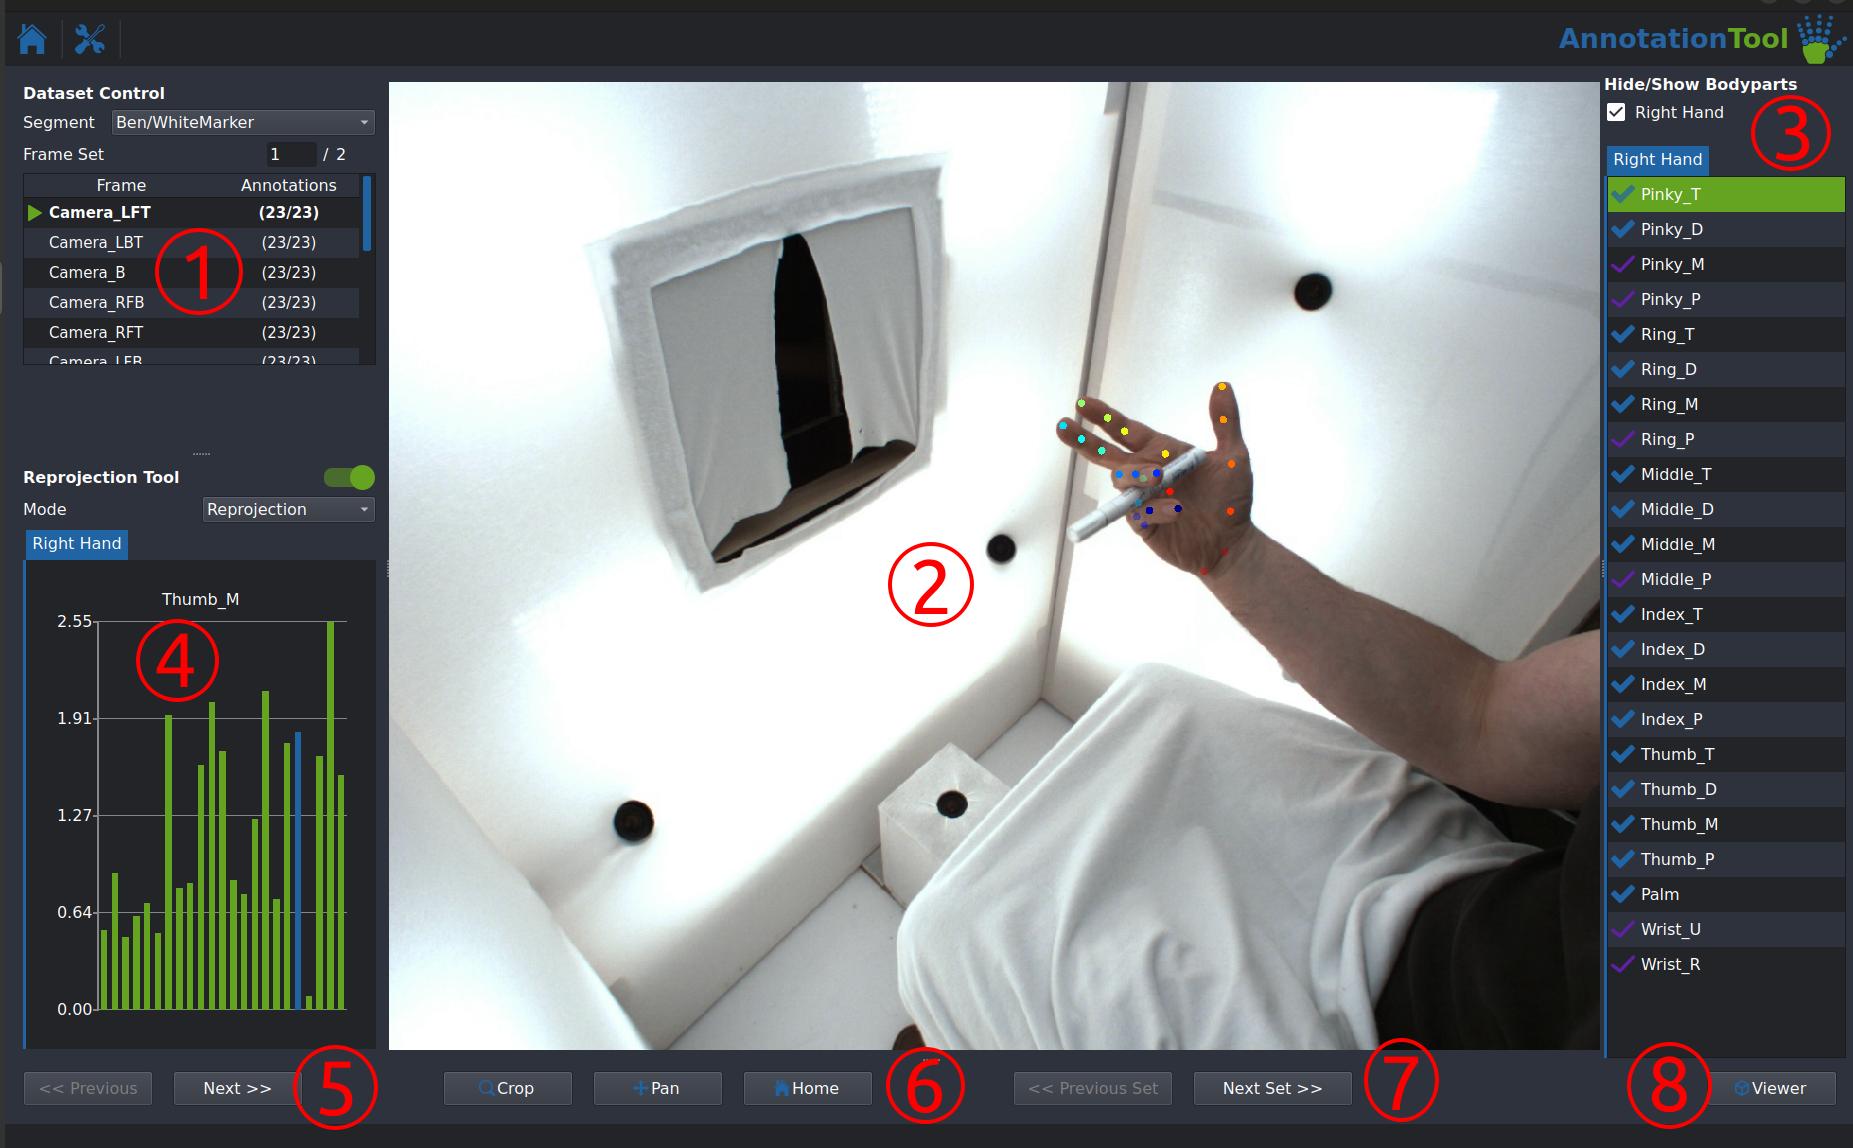 AnnotationTool
Dataset Control
Segment Ben/WhiteMarker
Frame Set 1 / 2
Frame Annotations
Camera_LFT (23/23)
Camera_LBT (23/23)
Camera_B (23/23)
Camera_RFB (23/23)
Camera_RFT (23/23)
Camera_LFB (23/23)
1
Reprojection Tool
Mode Reprojection
Right Hand
Thumb_M
2.55
1.91
1.27
0.64
0.00
4
2
Hide/Show Bodyparts
Right Hand
3
Right Hand
Pinky_T
Pinky_D
Pinky_M
Pinky_P
Ring_T
Ring_D
Ring_M
Ring_P
Middle_T
Middle_D
Middle_M
Middle_P
Index_T
Index_D
Index_M
Index_P
Thumb_T
Thumb_D
Thumb_M
Thumb_P
Palm
Wrist_U
Wrist_R
<< Previous Next >> 5 Crop Pan Home 6 << Previous Set Next Set >> 7 8 Viewer